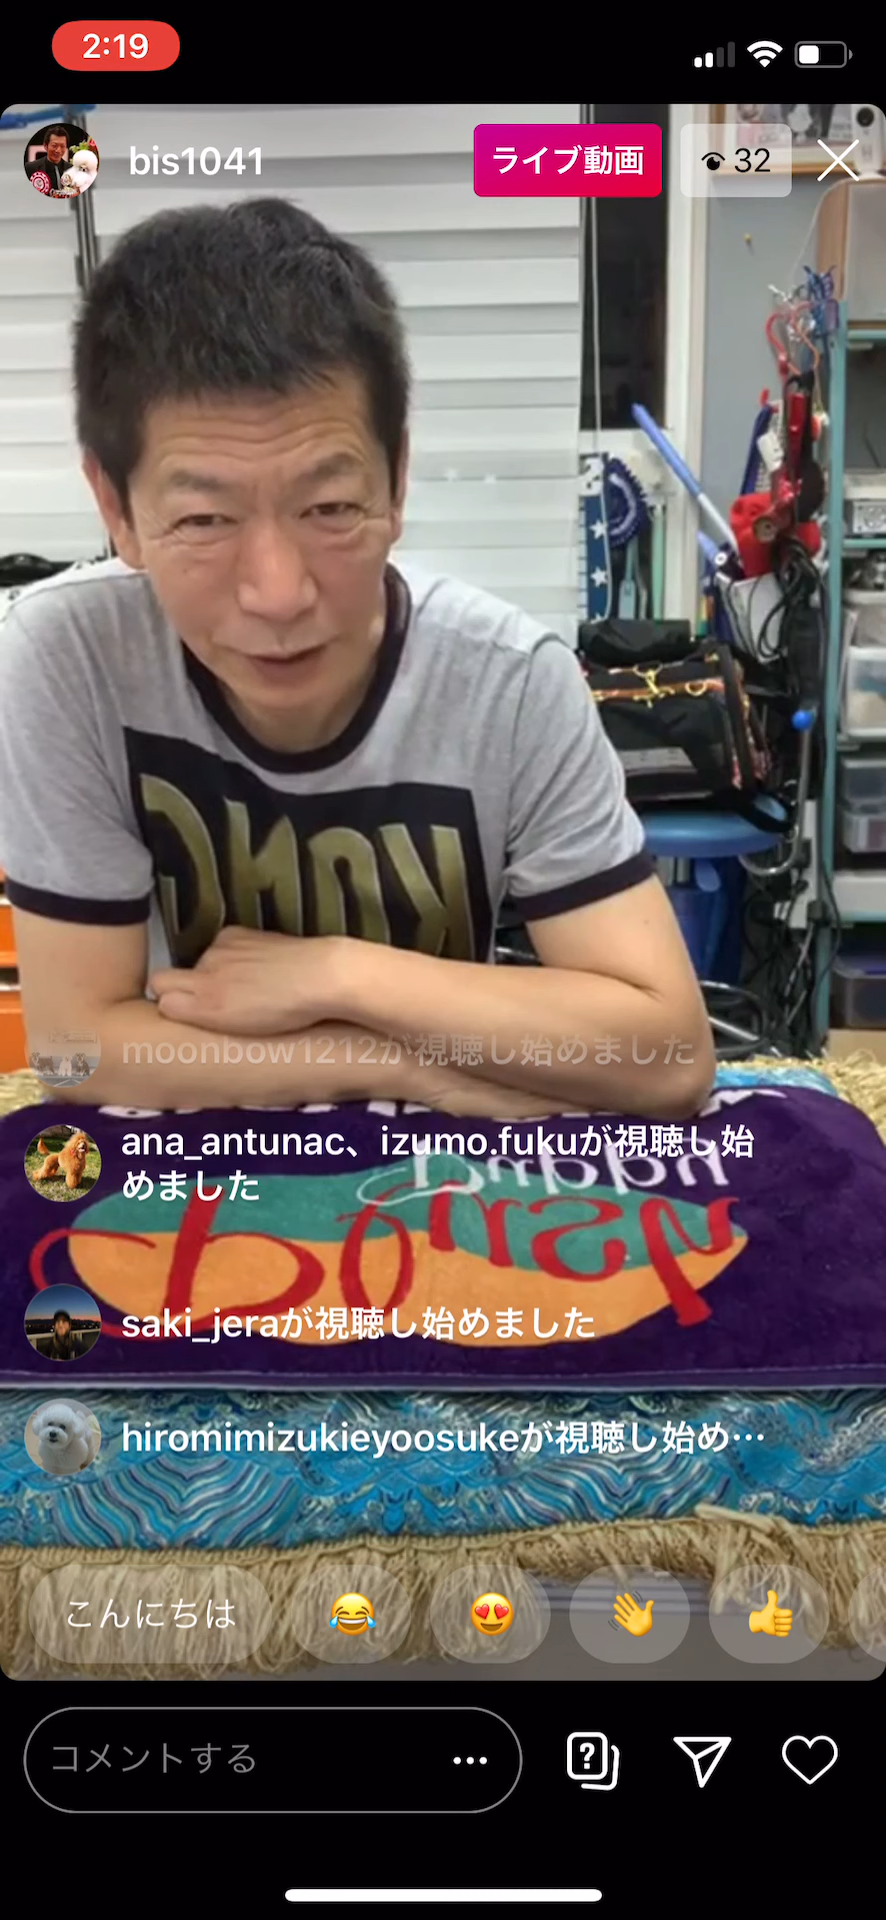 2:19
bis1041
ライブ動画
32
KONG
moonbow1212が視聴し始めました
ana_antunac、izumo.fukuが視聴し始
めました
saki_jeraが視聴し始めました
hiromimizukieyoosukeが視聴し始め…
こんにちは
コメントする